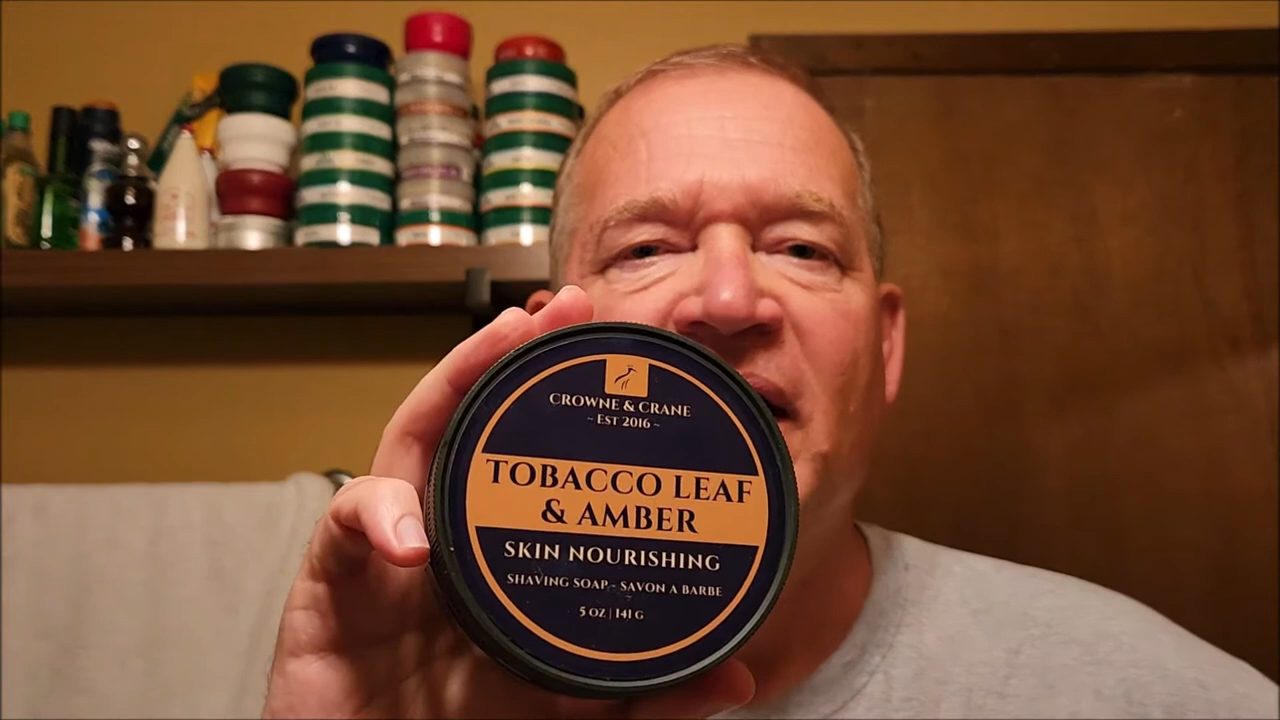 CROWNE & CRANE
~ EST 2016 ~
TOBACCO LEAF
& AMBER
SKIN NOURISHING
SHAVING SOAP - SAVON A BARBE
5 OZ | 141 G